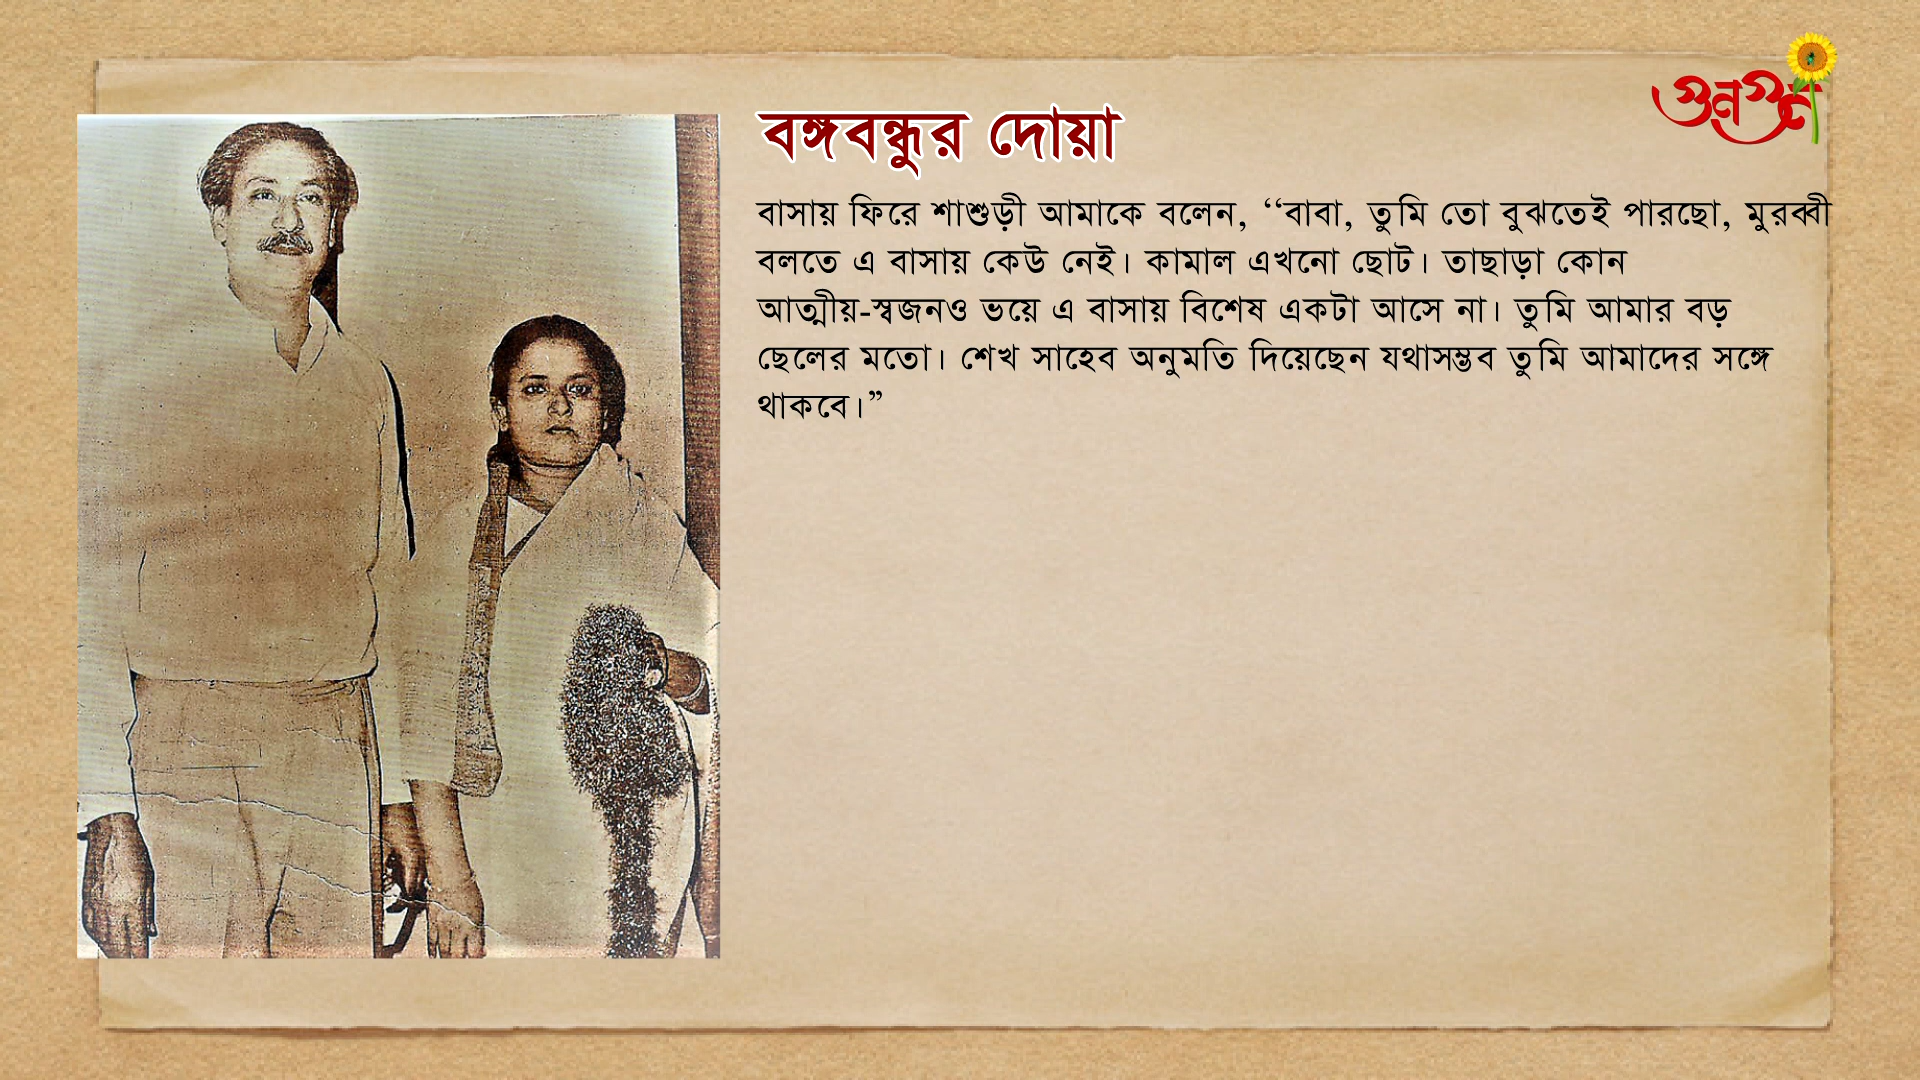 গুনগুন
বঙ্গবন্ধুর দোয়া
বাসায় ফিরে শাশুড়ী আমাকে বলেন, ‘‘বাবা, তুমি তো বুঝতেই পারছো, মুরব্বী
বলতে এ বাসায় কেউ নেই। কামাল এখনো ছোট। তাছাড়া কোন
আত্মীয়-স্বজনও ভয়ে এ বাসায় বিশেষ একটা আসে না। তুমি আমার বড়
ছেলের মতো। শেখ সাহেব অনুমতি দিয়েছেন যথাসম্ভব তুমি আমাদের সঙ্গে
থাকবে।”